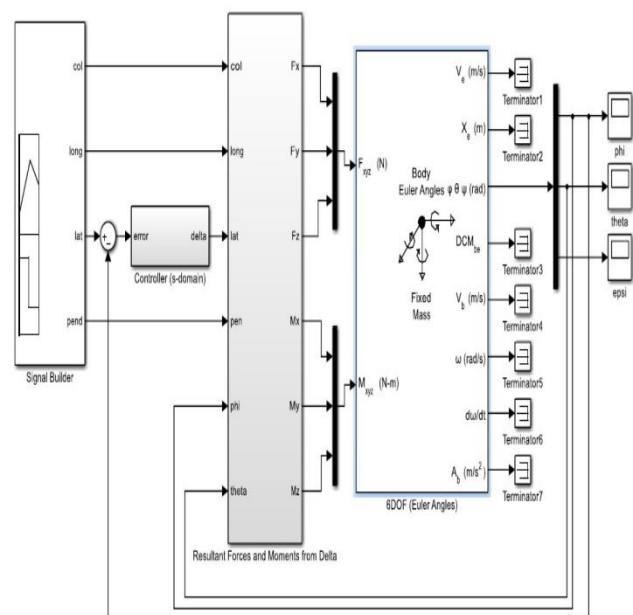 col
long
lat
pend
Signal Builder
+
-
error
delta
Controller (s-domain)
col
long
lat
pen
phi
theta
Fx
Fy
Fz
Mx
My
Mz
Resultant Forces and Moments from Delta
F_xyz (N)
M_xyz (N-m)
Body
Euler Angles
Fixed
Mass
V_e (m/s)
X_e (m)
φ θ ψ (rad)
DCM_be
V_b (m/s)
ω (rad/s)
dω/dt
A_b (m/s²)
6DOF (Euler Angles)
Terminator1
Terminator2
Terminator3
Terminator4
Terminator5
Terminator6
Terminator7
phi
theta
epsi